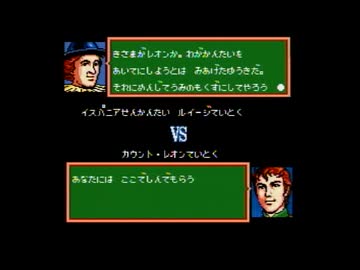 きさまがレオンか。わがかんたいを
あいてにしようとは みあげたゆうきだ。
それにめんしてうみのもくずにしてやろう
イスパニアせんかんたい ルイージていとく
VS
カウント・レオンていとく
あなたには ここでしんでもらう